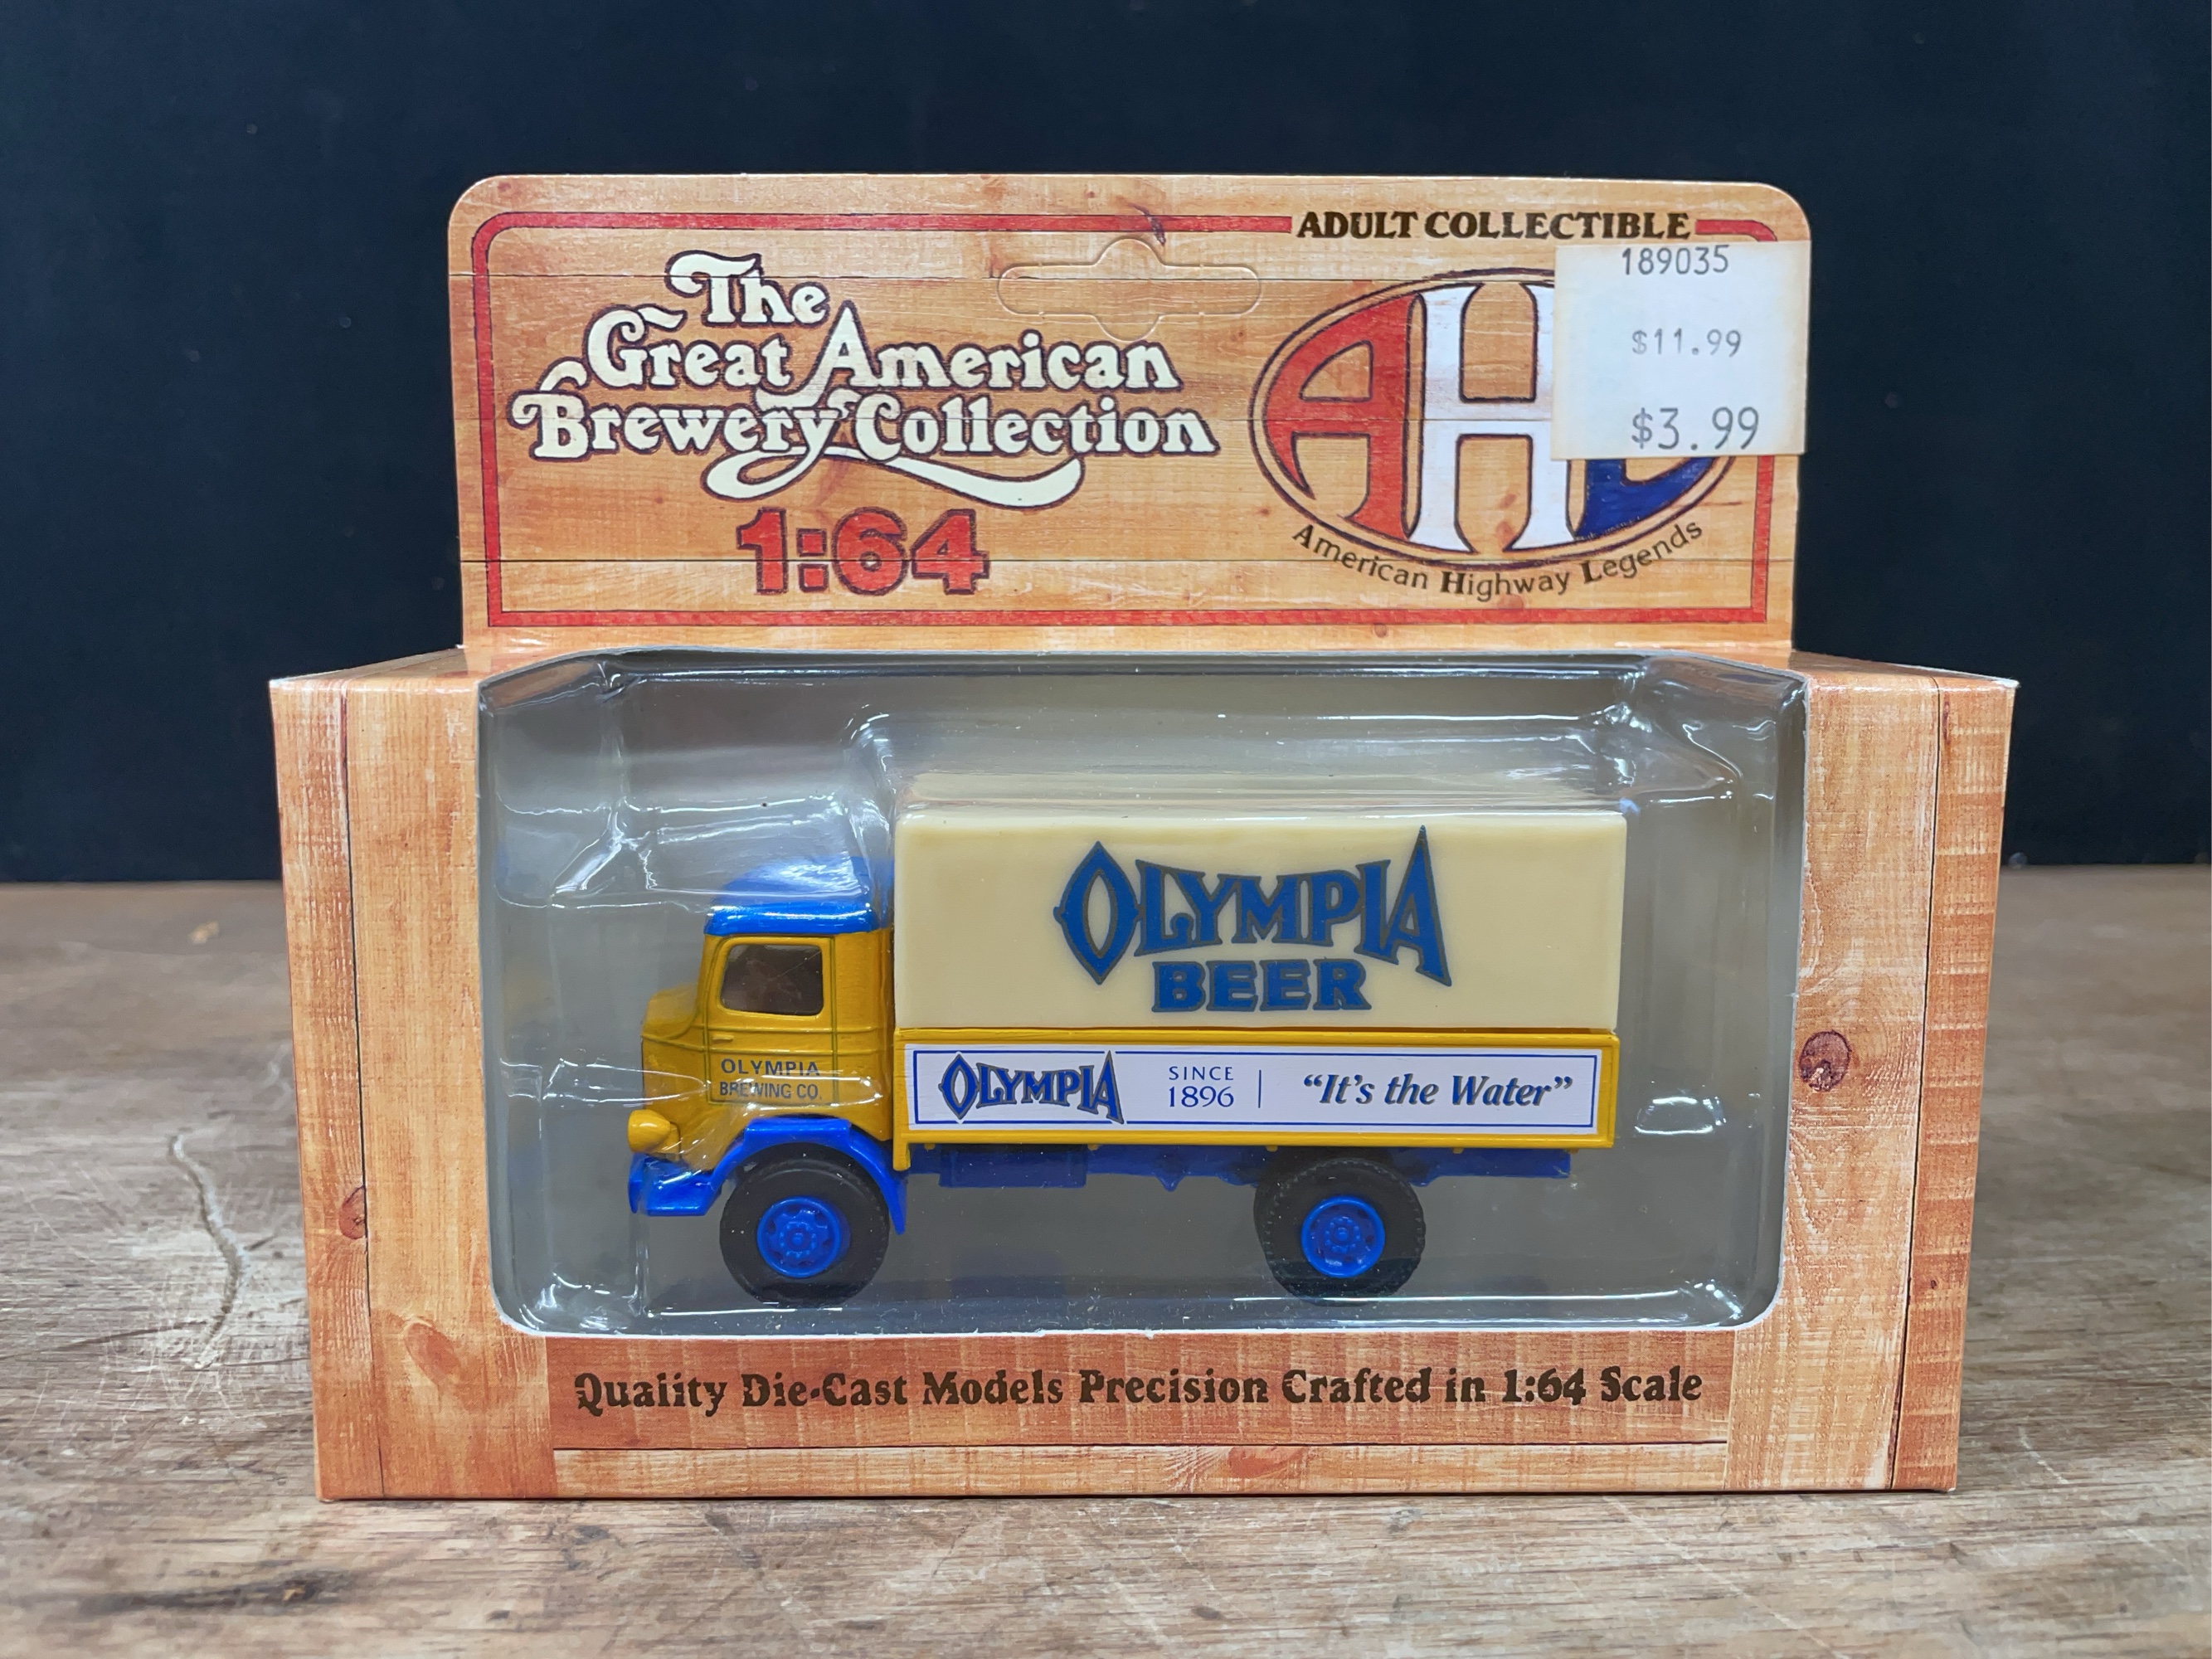 ADULT COLLECTIBLE
The
Great American
Brewery Collection
1:64
189035
$11.99
$3.99
AHL
American Highway Legends
OLYMPIA
BEER
OLYMPIA
BREWING CO.
OLYMPIA SINCE 1896 | “It's the Water”
Quality Die-Cast Models Precision Crafted in 1:64 Scale